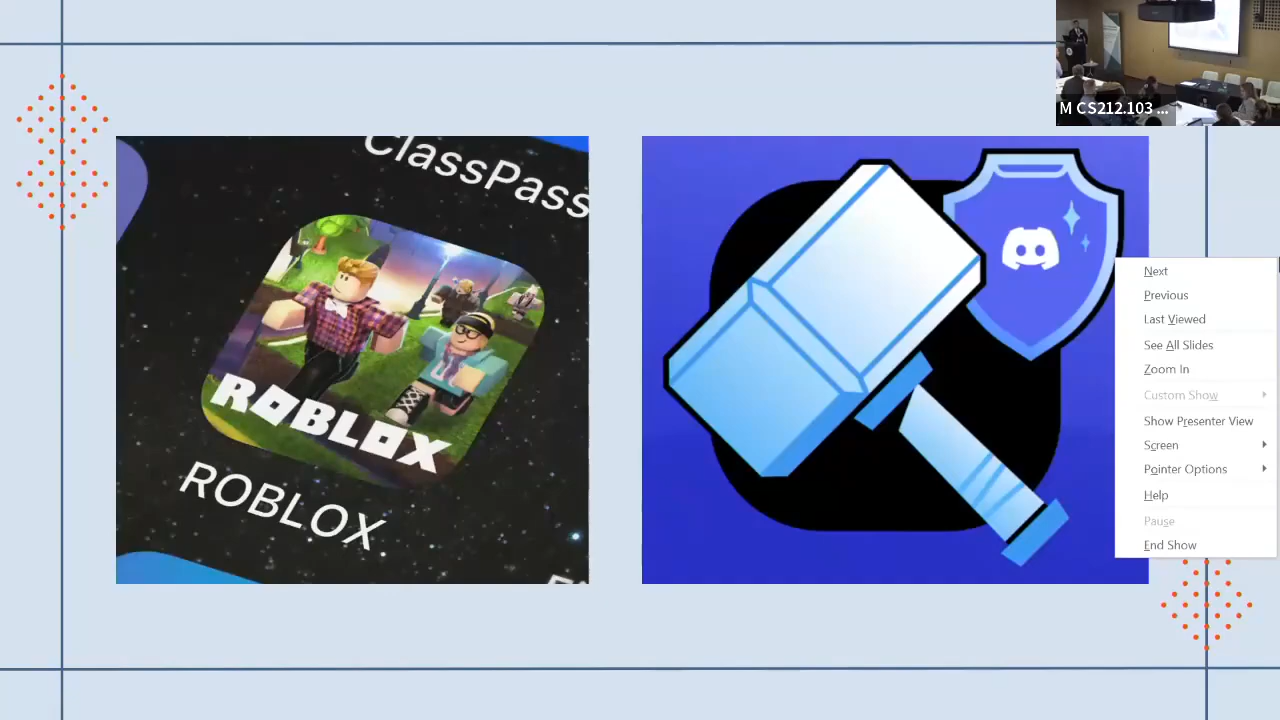 M CS212.103 ...
ClassPass
ROBLOX
ROBLOX
Next
Previous
Last Viewed
See All Slides
Zoom In
Custom Show
Show Presenter View
Screen
Pointer Options
Help
Pause
End Show